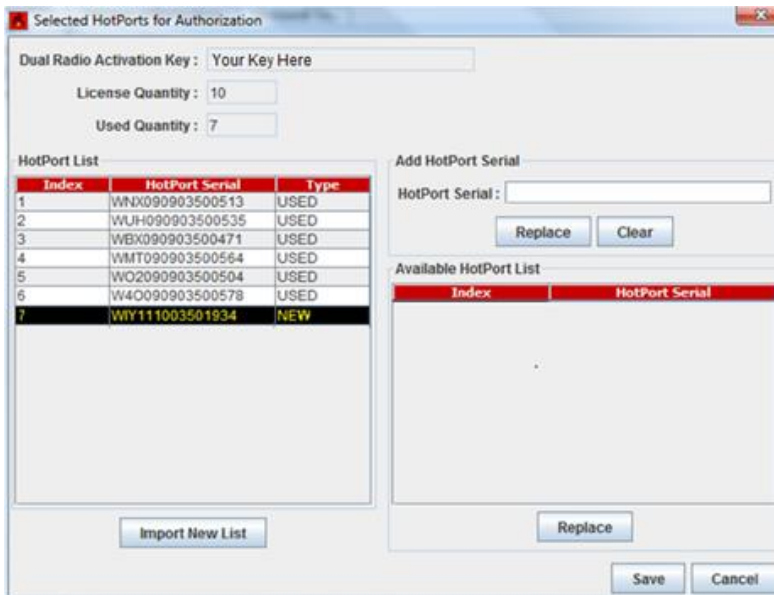 Selected HotPorts for Authorization
Dual Radio Activation Key : Your Key Here
License Quantity : 10
Used Quantity : 7
HotPort List
Index HotPort Serial Type
1 WNX090903500513 USED
2 WUH090903500535 USED
3 WBX090903500471 USED
4 WMT090903500564 USED
5 WO2090903500504 USED
6 W4O090903500578 USED
7 WIY111003501934 NEW
Import New List
Add HotPort Serial
HotPort Serial :
Replace Clear
Available HotPort List
Index HotPort Serial
Replace
Save Cancel